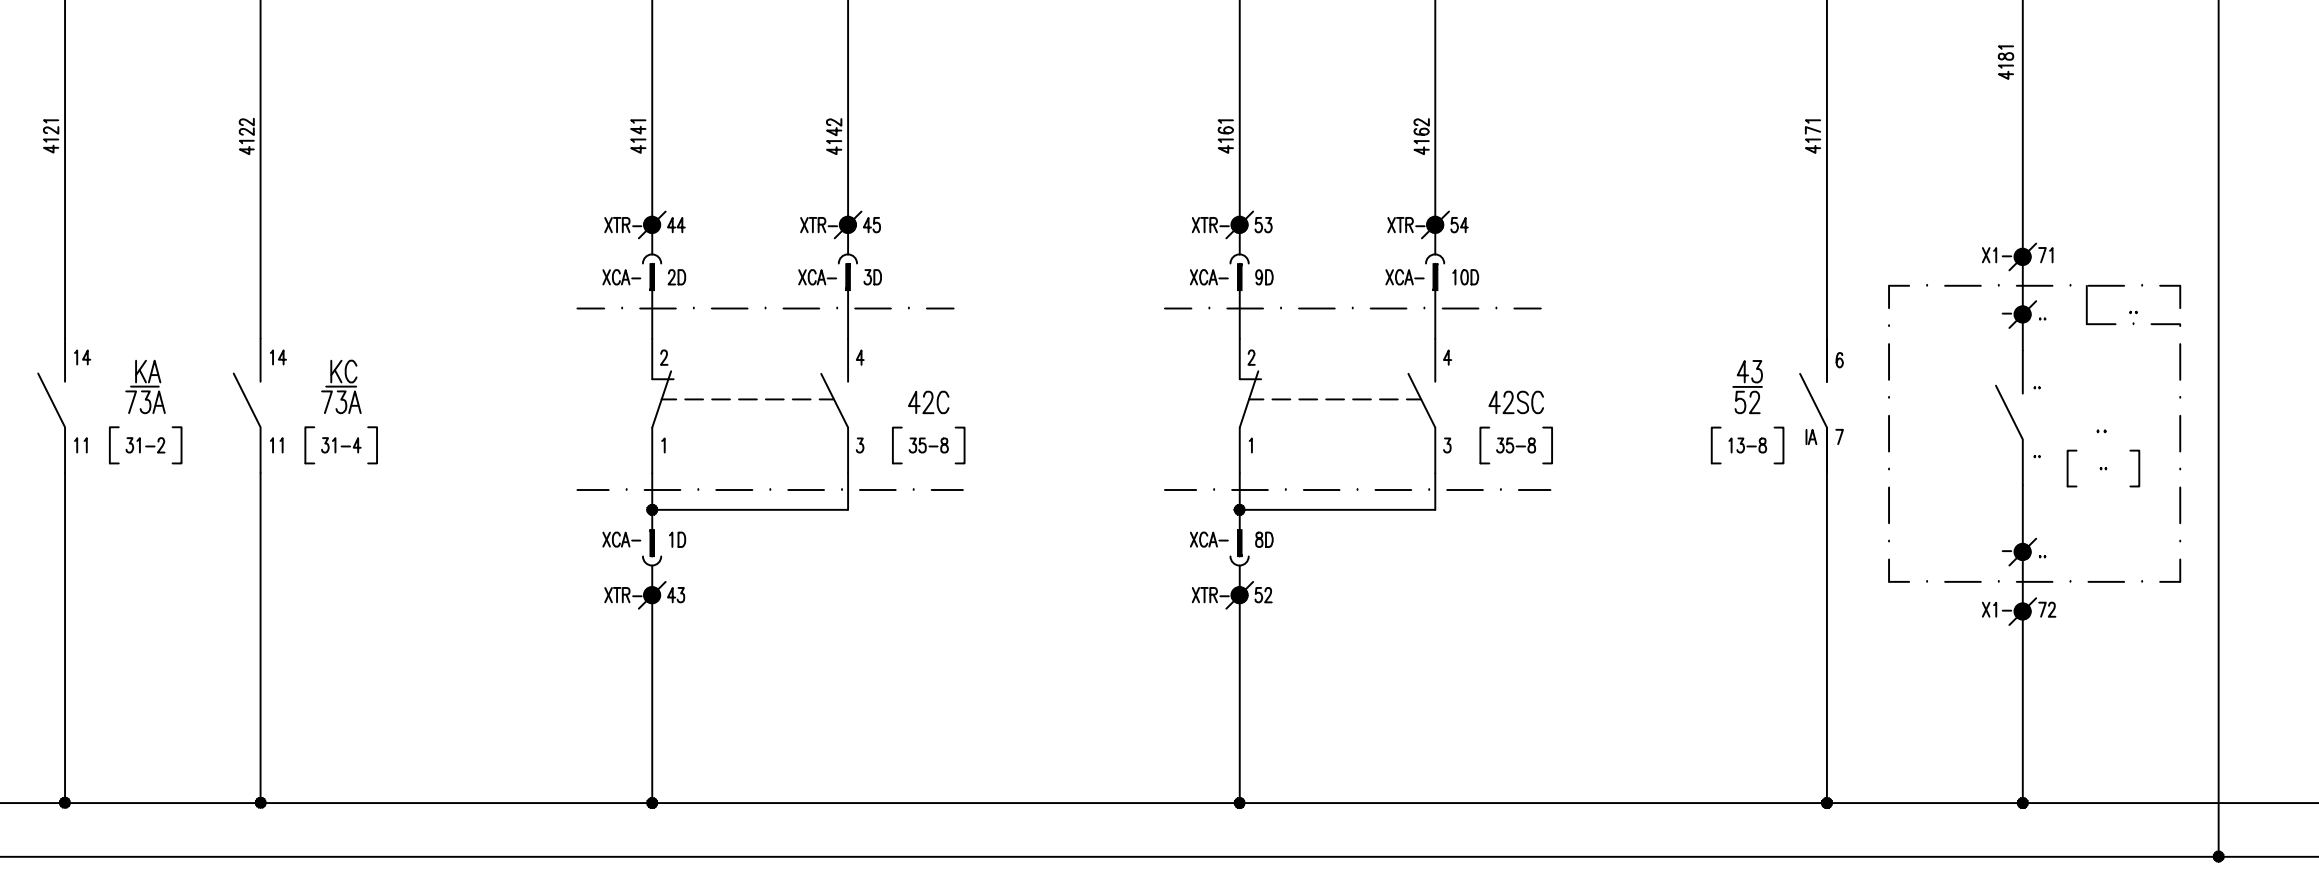 4121
4122
4141
4142
4161
4162
4171
4181
XTR- 44
XTR- 45
XTR- 53
XTR- 54
X1- 71
XCA- 2D
XCA- 3D
XCA- 9D
XCA- 10D
- ..
..
14
14
2
4
2
4
6
KA
73A
KC
73A
42C
42SC
43
52
..
..
11
[31-2]
11
[31-4]
1
3
[35-8]
1
3
[35-8]
[13-8]
IA 7
..
[ .. ]
XCA- 1D
XCA- 8D
- ..
XTR- 43
XTR- 52
X1- 72